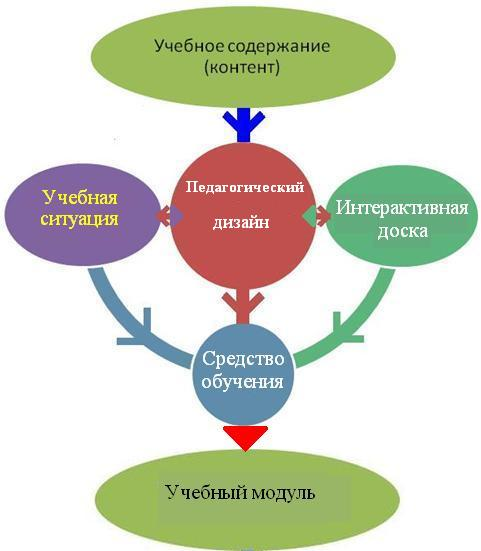 Учебное содержание
(контент)
Учебная
ситуация
Педагогический
дизайн
Интерактивная
доска
Средство
обучения
Учебный модуль